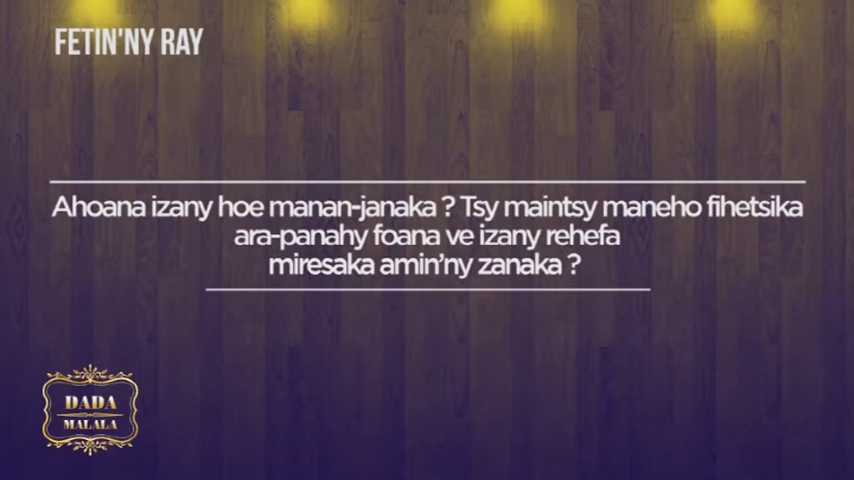 FETIN'NY RAY
Ahoana izany hoe manan-janaka ? Tsy maintsy maneho fihetsika
ara-panahy foana ve izany rehefa
miresaka amin’ny zanaka ?
DADA
MALALA